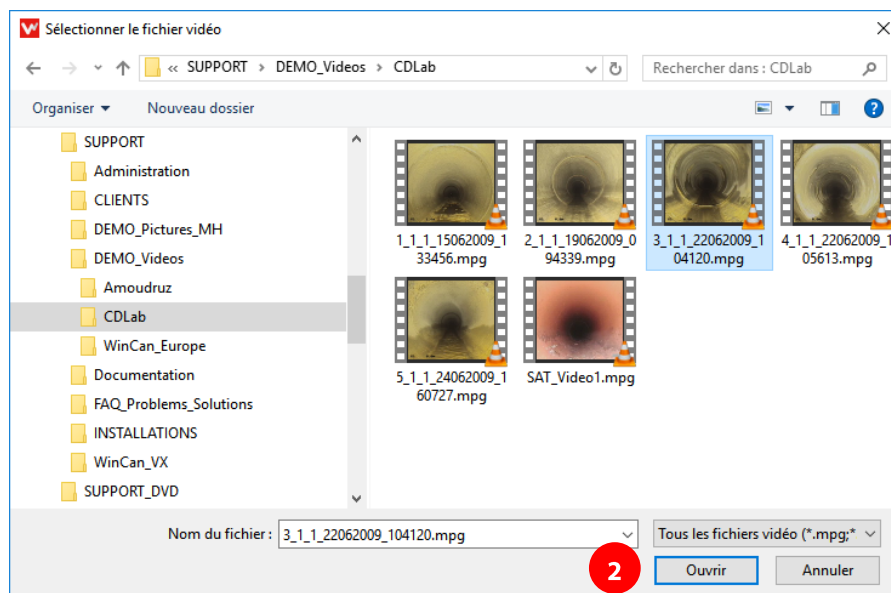 Sélectionner le fichier vidéo
« SUPPORT > DEMO_Videos > CDLab
Rechercher dans : CDLab
Organiser
Nouveau dossier
?
SUPPORT
Administration
CLIENTS
DEMO_Pictures_MH
DEMO_Videos
Amoudruz
CDLab
WinCan_Europe
Documentation
FAQ_Problems_Solutions
INSTALLATIONS
WinCan_VX
SUPPORT_DVD
1_1_1_15062009_1
33456.mpg
2_1_1_19062009_0
94339.mpg
3_1_1_22062009_1
04120.mpg
4_1_1_22062009_1
05613.mpg
5_1_1_24062009_1
60727.mpg
SAT_Video1.mpg
Nom du fichier :
3_1_1_22062009_104120.mpg
Tous les fichiers vidéo (*.mpg;*
2
Ouvrir
Annuler